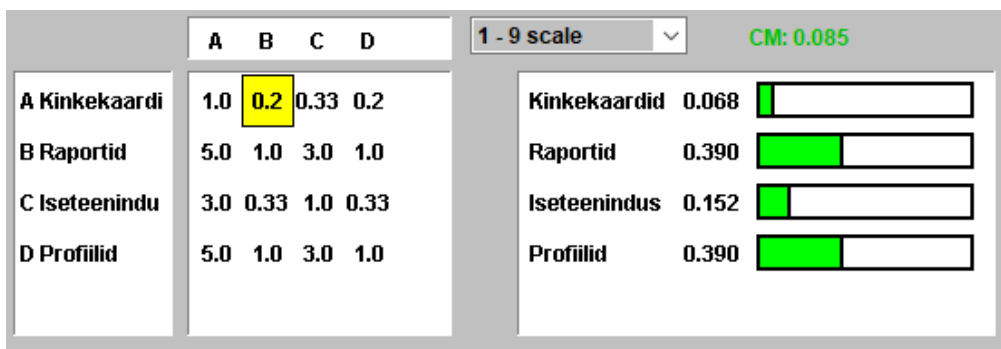 A B C D
1 - 9 scale
CM: 0.085
A Kinkekaardi 1.0 0.2 0.33 0.2
B Raportid 5.0 1.0 3.0 1.0
C Iseteenindu 3.0 0.33 1.0 0.33
D Profiilid 5.0 1.0 3.0 1.0
Kinkekaardid 0.068
Raportid 0.390
Iseteenindus 0.152
Profiilid 0.390